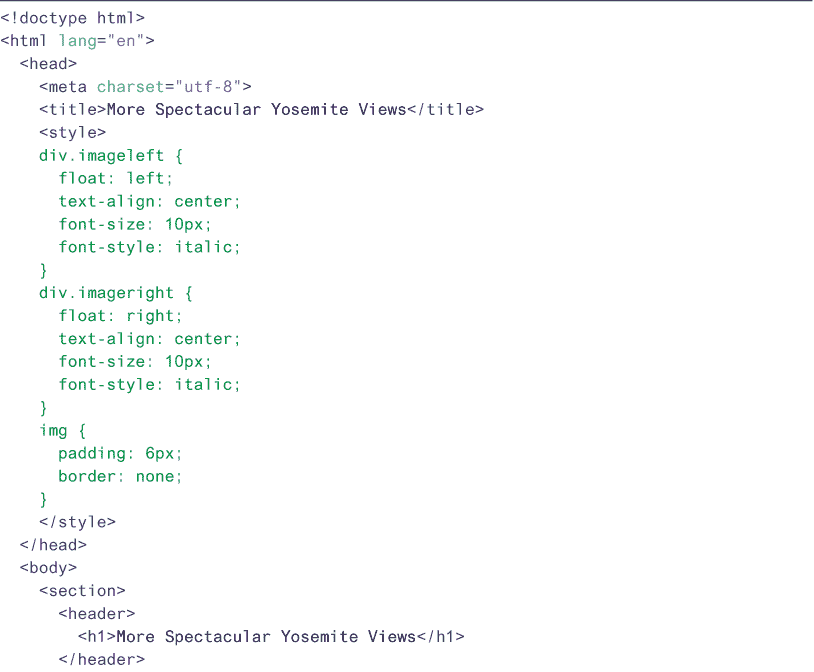 <!doctype html>
<html lang="en">
  <head>
    <meta charset="utf-8">
    <title>More Spectacular Yosemite Views</title>
    <style>
    div.imageleft {
      float: left;
      text-align: center;
      font-size: 10px;
      font-style: italic;
    }
    div.imageright {
      float: right;
      text-align: center;
      font-size: 10px;
      font-style: italic;
    }
    img {
      padding: 6px;
      border: none;
    }
    </style>
  </head>
  <body>
    <section>
      <header>
        <h1>More Spectacular Yosemite Views</h1>
      </header>